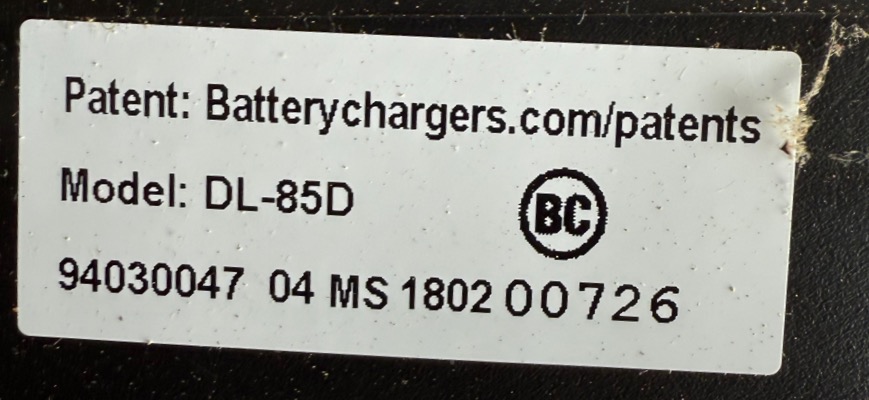 Patent: Batterychargers.com/patents
Model: DL-85D
BC
94030047 04 MS 1802 00726